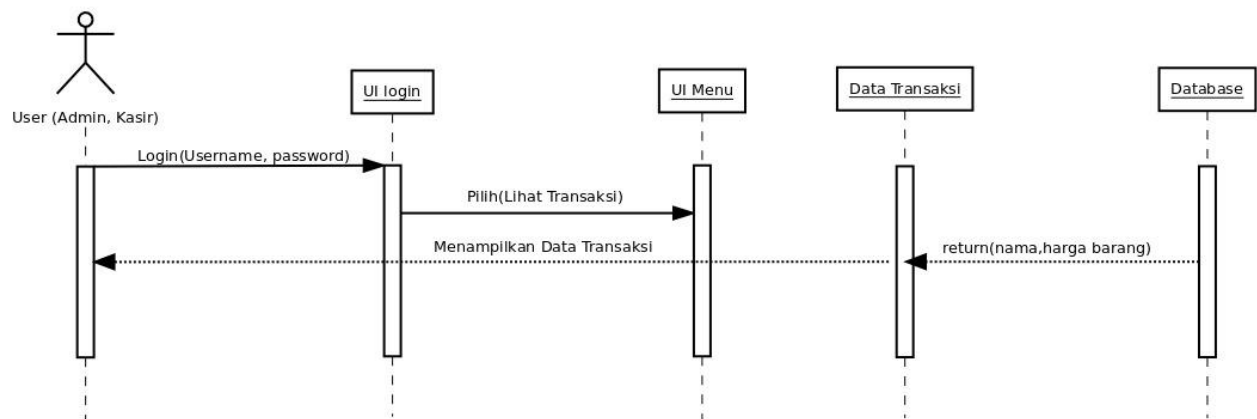 User (Admin, Kasir)
UI login
UI Menu
Data Transaksi
Database
Login(Username, password)
Pilih(Lihat Transaksi)
Menampilkan Data Transaksi
return(nama,harga barang)